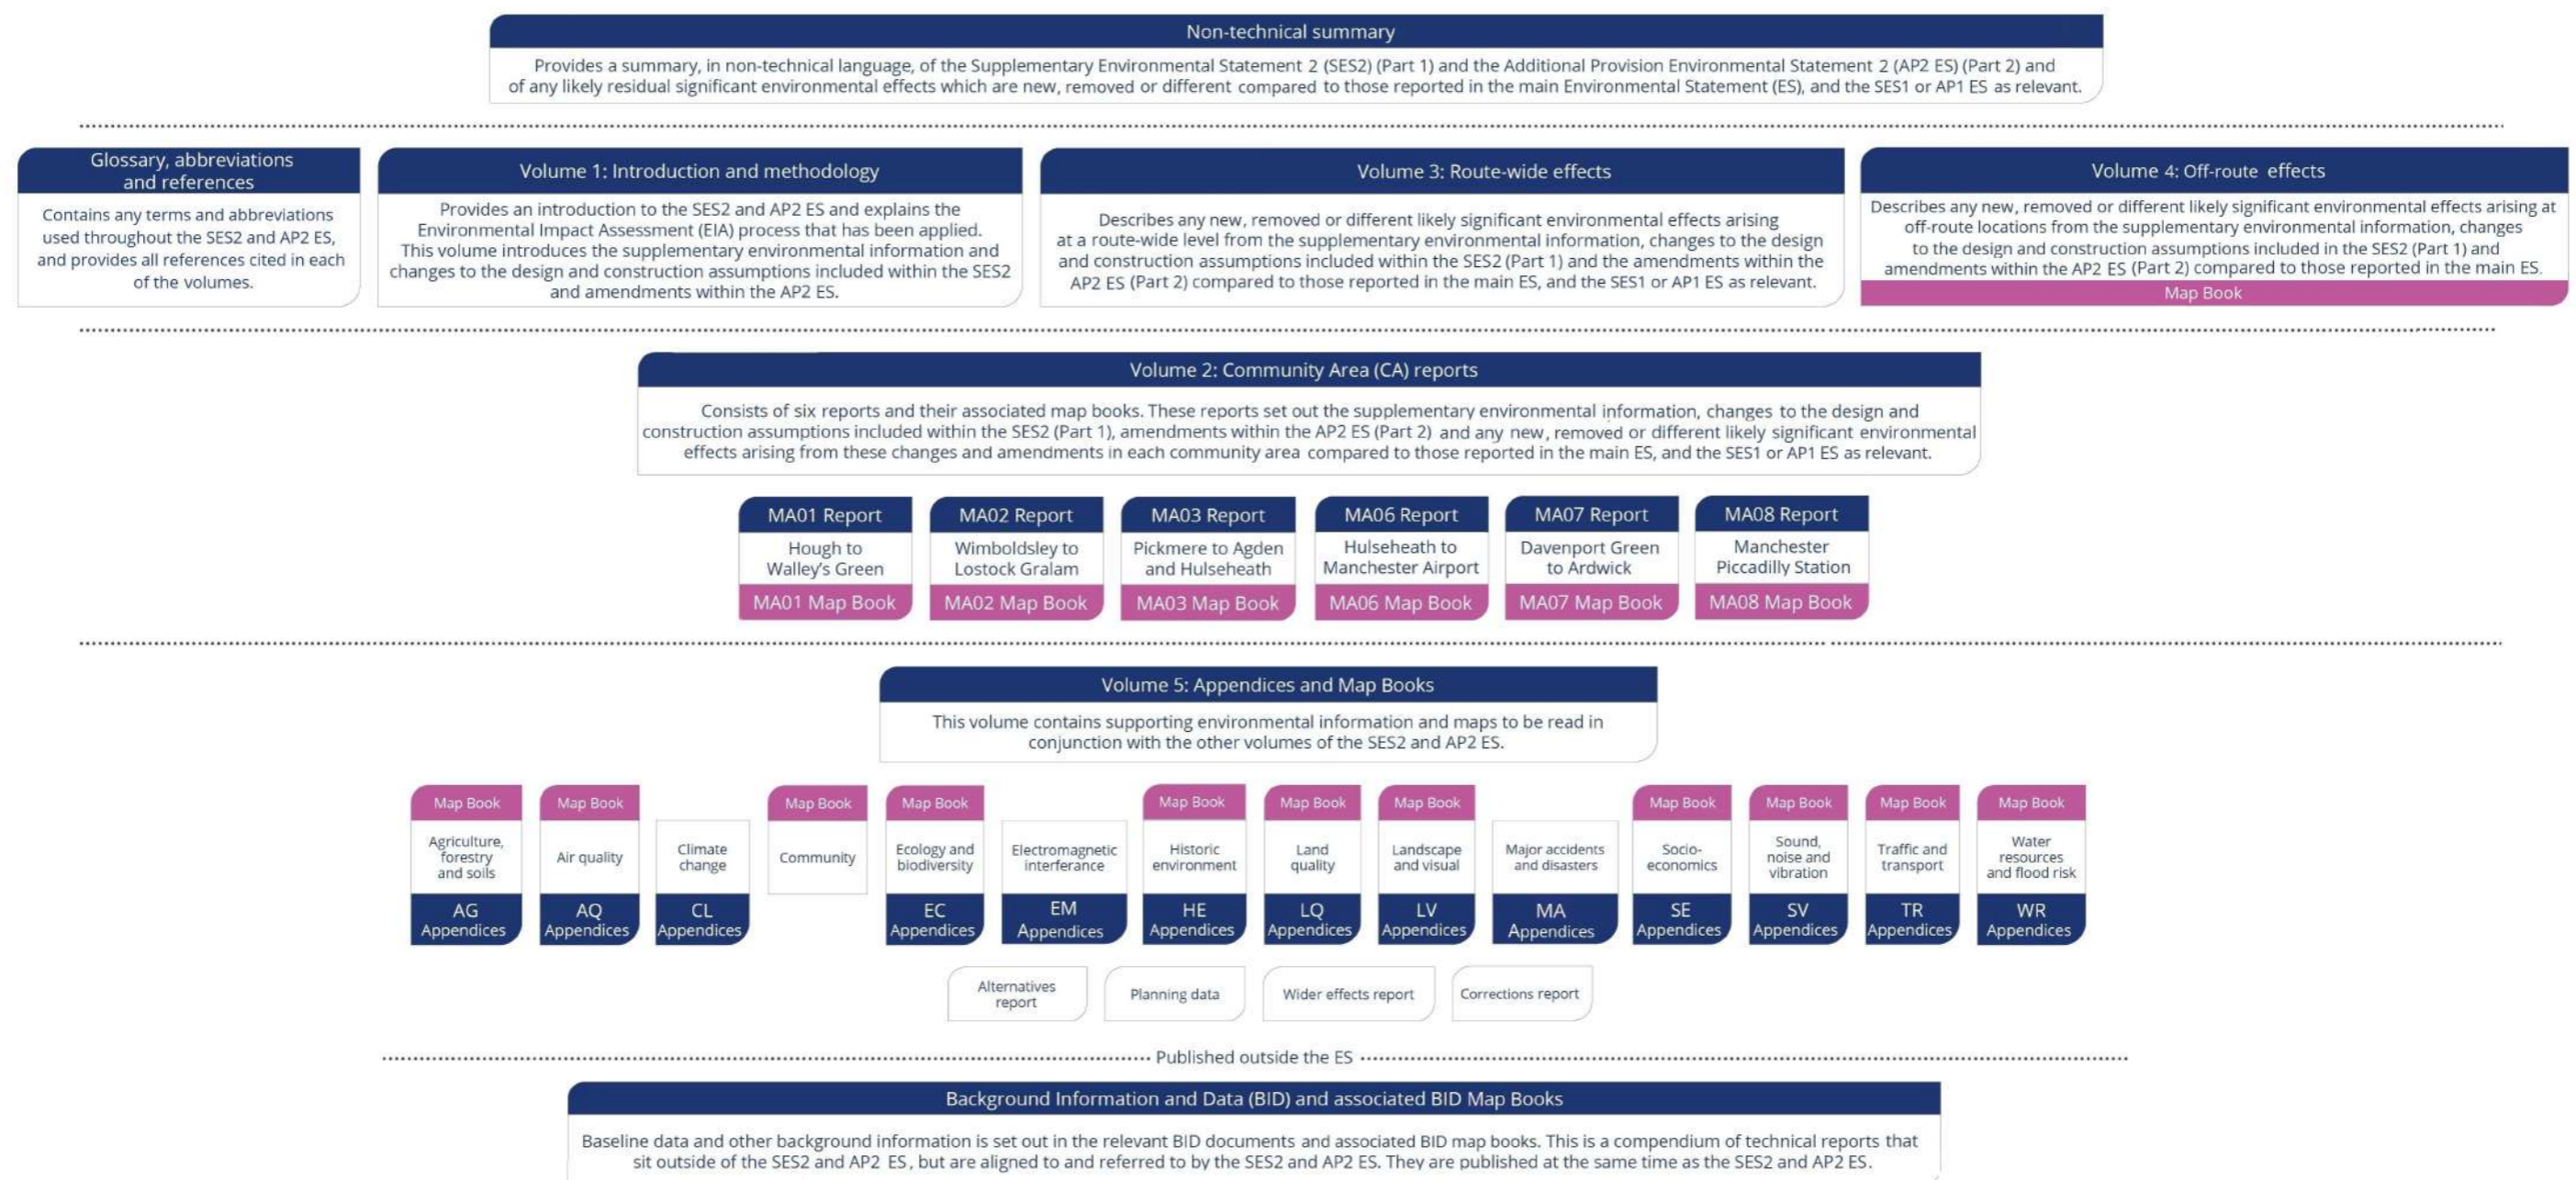 Non-technical summary
Provides a summary, in non-technical language, of the Supplementary Environmental Statement 2 (SES2) (Part 1) and the Additional Provision Environmental Statement 2 (AP2 ES) (Part 2) and
of any likely residual significant environmental effects which are new, removed or different compared to those reported in the main Environmental Statement (ES), and the SES1 or AP1 ES as relevant.
Glossary, abbreviations
and references
Contains any terms and abbreviations
used throughout the SES2 and AP2 ES,
and provides all references cited in each
of the volumes.
Volume 1: Introduction and methodology
Provides an introduction to the SES2 and AP2 ES and explains the
Environmental Impact Assessment (EIA) process that has been applied.
This volume introduces the supplementary environmental information and
changes to the design and construction assumptions included within the SES2
and amendments within the AP2 ES.
Volume 3: Route-wide effects
Describes any new, removed or different likely significant environmental effects arising
at a route-wide level from the supplementary environmental information, changes to the design
and construction assumptions included within the SES2 (Part 1) and the amendments within the
AP2 ES (Part 2) compared to those reported in the main ES, and the SES1 or AP1 ES as relevant.
Volume 4: Off-route effects
Describes any new, removed or different likely significant environmental effects arising at
off-route locations from the supplementary environmental information, changes
to the design and construction assumptions included in the SES2 (Part 1) and
amendments within the AP2 ES (Part 2) compared to those reported in the main ES.
Map Book
Volume 2: Community Area (CA) reports
Consists of six reports and their associated map books. These reports set out the supplementary environmental information, changes to the design and
construction assumptions included within the SES2 (Part 1), amendments within the AP2 ES (Part 2) and any new, removed or different likely significant environmental
effects arising from these changes and amendments in each community area compared to those reported in the main ES, and the SES1 or AP1 ES as relevant.
MA01 Report
Hough to
Walley's Green
MA01 Map Book
MA02 Report
Wimboldsley to
Lostock Gralam
MA02 Map Book
MA03 Report
Pickmere to Agden
and Hulseheath
MA03 Map Book
MA06 Report
Hulseheath to
Manchester Airport
MA06 Map Book
MA07 Report
Davenport Green
to Ardwick
MA07 Map Book
MA08 Report
Manchester
Piccadilly Station
MA08 Map Book
Volume 5: Appendices and Map Books
This volume contains supporting environmental information and maps to be read in
conjunction with the other volumes of the SES2 and AP2 ES.
Map Book
Agriculture,
forestry
and soils
AG
Appendices
Map Book
Air quality
AQ
Appendices
Climate
change
CL
Appendices
Map Book
Community
Map Book
Ecology and
biodiversity
EC
Appendices
Electromagnetic
interferance
EM
Appendices
Map Book
Historic
environment
HE
Appendices
Map Book
Land
quality
LQ
Appendices
Map Book
Landscape
and visual
LV
Appendices
Major accidents
and disasters
MA
Appendices
Map Book
Socio-
economics
SE
Appendices
Map Book
Sound,
noise and
vibration
SV
Appendices
Map Book
Traffic and
transport
TR
Appendices
Map Book
Water
resources
and flood risk
WR
Appendices
Alternatives
report
Planning data
Wider effects report
Corrections report
Published outside the ES
Background Information and Data (BID) and associated BID Map Books
Baseline data and other background information is set out in the relevant BID documents and associated BID map books. This is a compendium of technical reports that
sit outside of the SES2 and AP2 ES, but are aligned to and referred to by the SES2 and AP2 ES. They are published at the same time as the SES2 and AP2 ES.